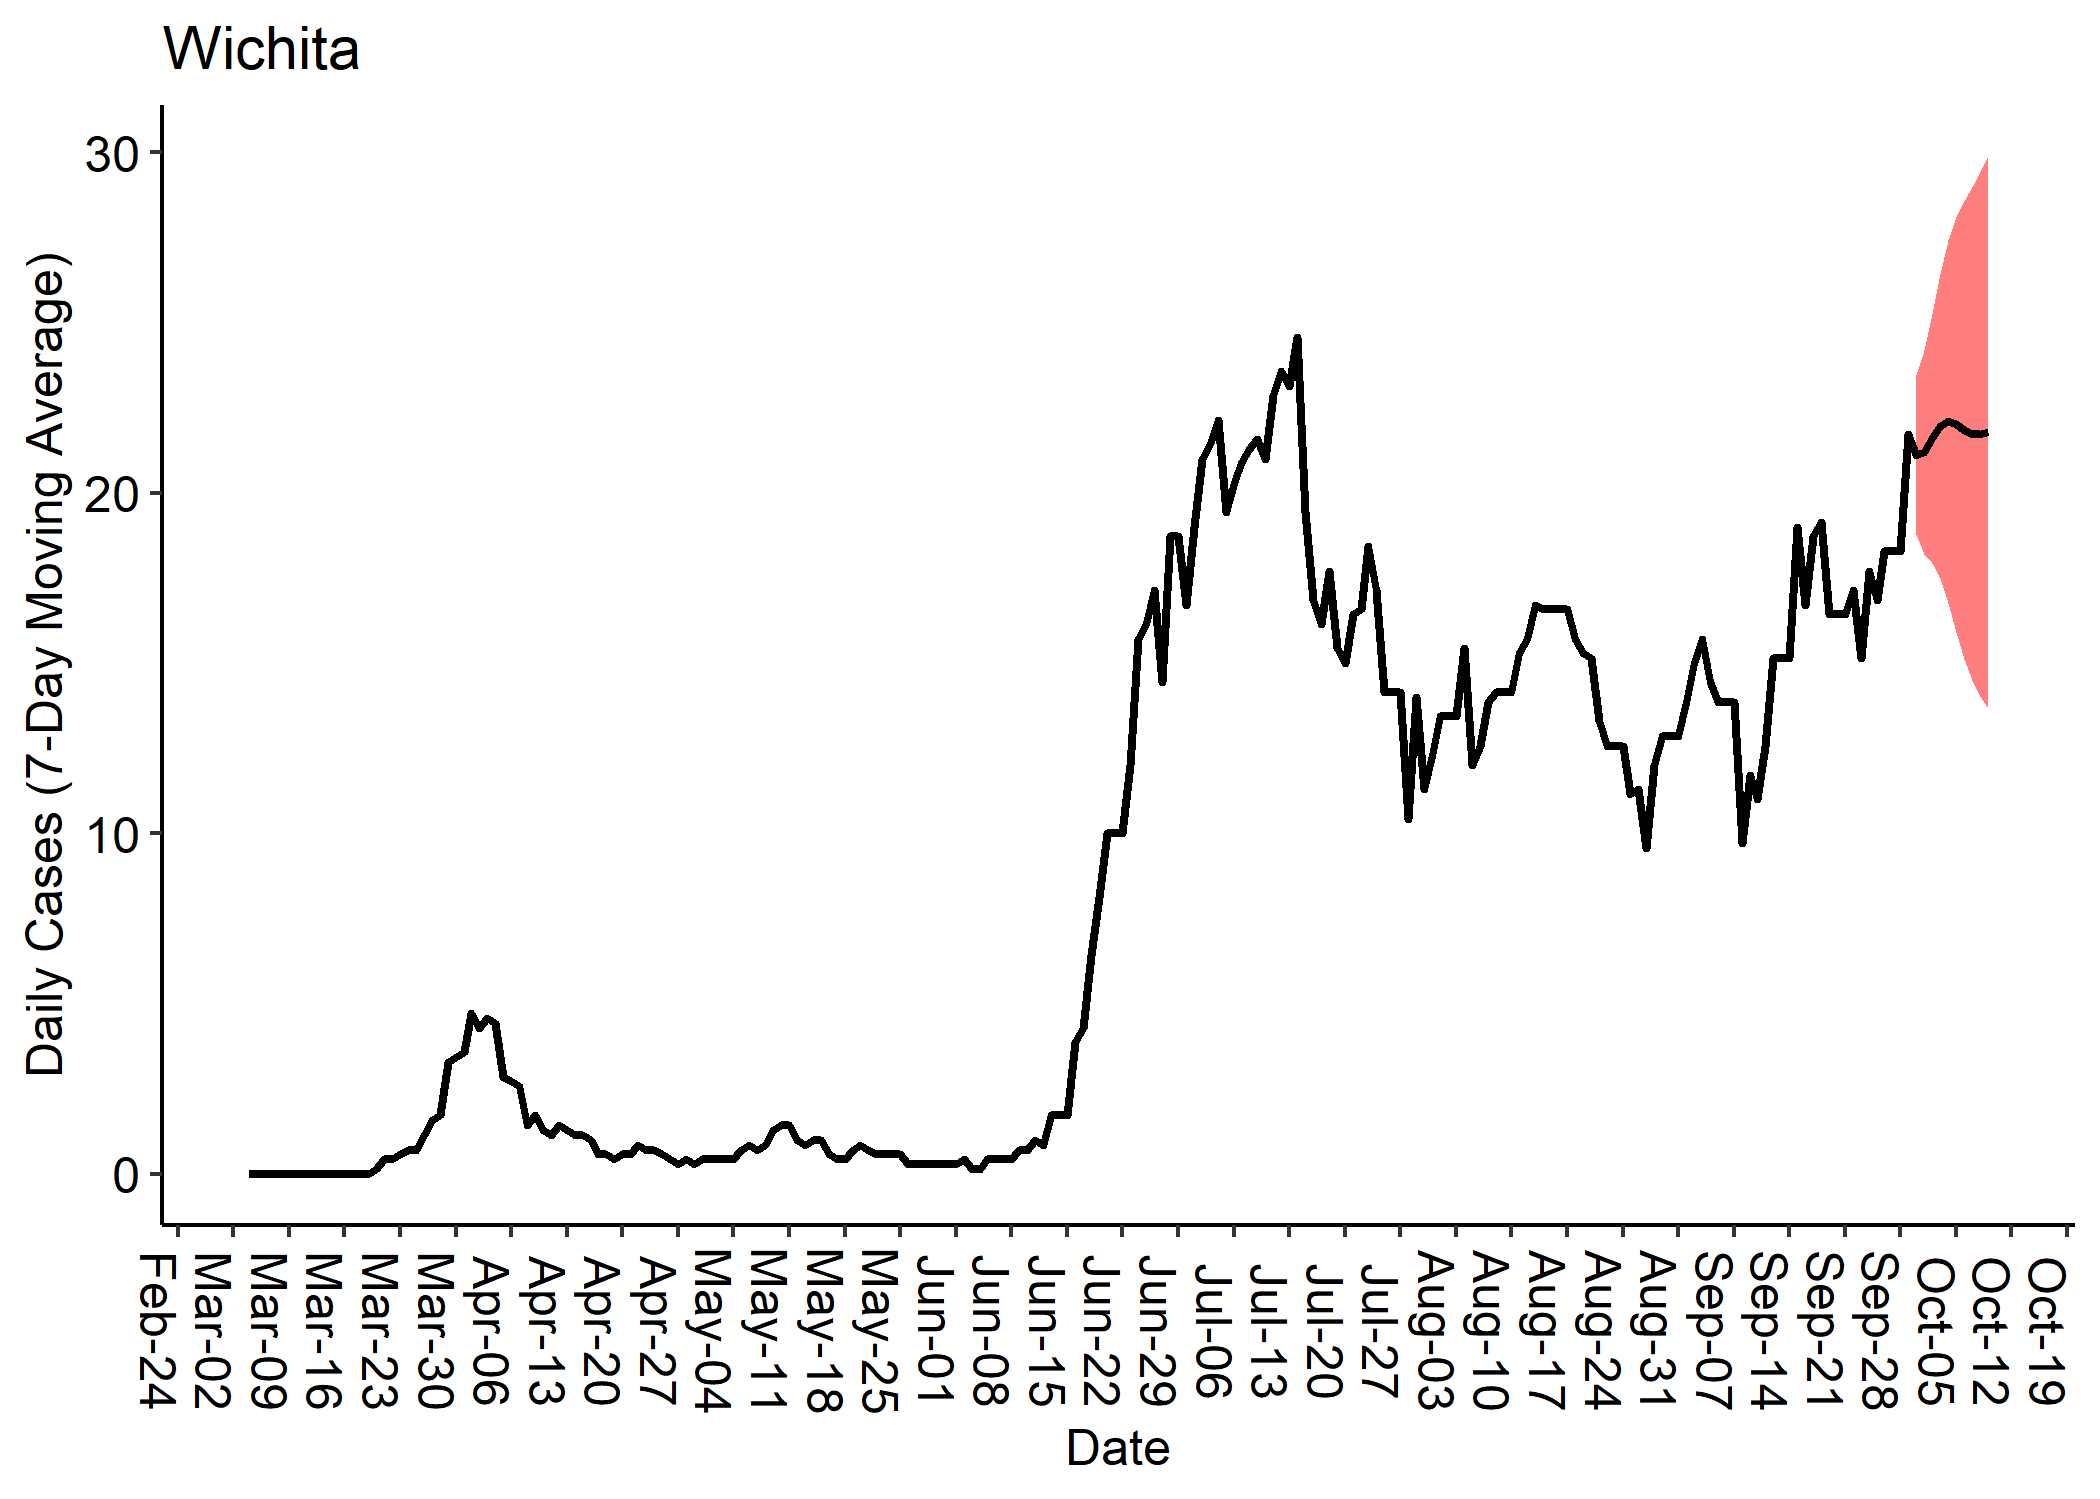 Wichita
Daily Cases (7-Day Moving Average)
30
20
10
0
Feb-24
Mar-02
Mar-09
Mar-16
Mar-23
Mar-30
Apr-06
Apr-13
Apr-20
Apr-27
May-04
May-11
May-18
May-25
Jun-01
Jun-08
Jun-15
Jun-22
Jun-29
Jul-06
Jul-13
Jul-20
Jul-27
Aug-03
Aug-10
Aug-17
Aug-24
Aug-31
Sep-07
Sep-14
Sep-21
Sep-28
Oct-05
Oct-12
Oct-19
Date